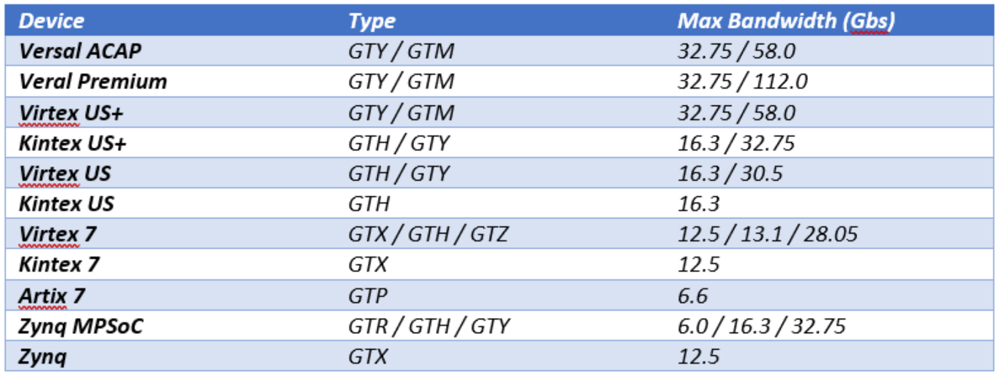 Device Type Max Bandwidth (Gbs)
Versal ACAP GTY / GTM 32.75 / 58.0
Veral Premium GTY / GTM 32.75 / 112.0
Virtex US+ GTY / GTM 32.75 / 58.0
Kintex US+ GTH / GTY 16.3 / 32.75
Virtex US GTH / GTY 16.3 / 30.5
Kintex US GTH 16.3
Virtex 7 GTX / GTH / GTZ 12.5 / 13.1 / 28.05
Kintex 7 GTX 12.5
Artix 7 GTP 6.6
Zynq MPSoC GTR / GTH / GTY 6.0 / 16.3 / 32.75
Zynq GTX 12.5